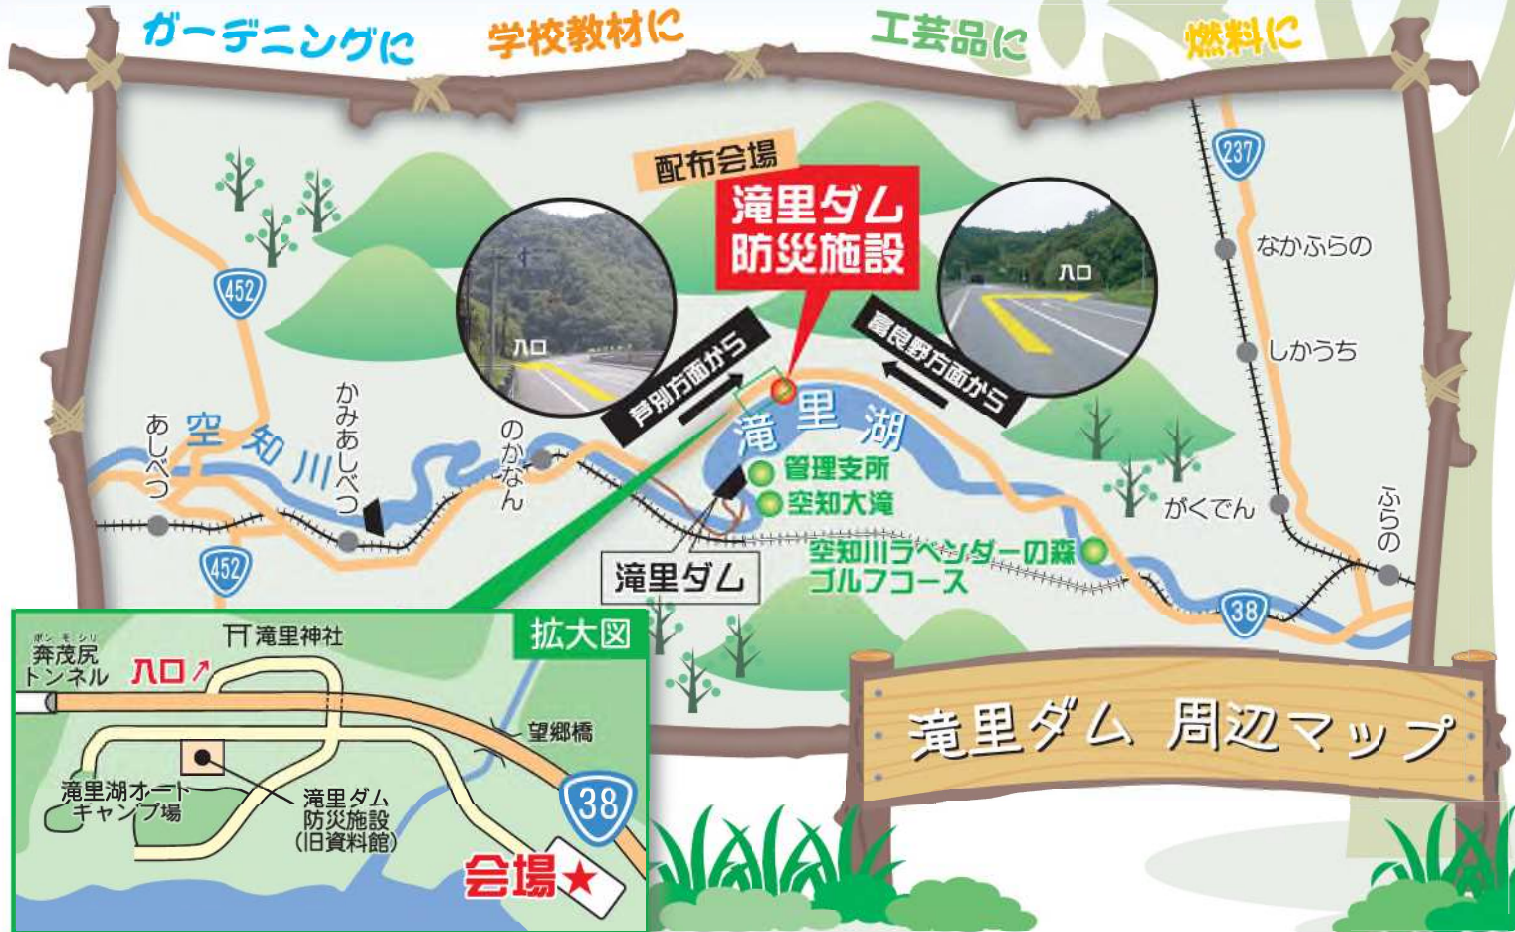 ガーデニングに
学校教材に
工芸品に
燃料に
配布会場
滝里ダム
防災施設
237
452
入口
入口
なかふらの
しかうち
芦別方面から
富良野方面から
かみあしべつ
あしべつ
空知川
のかなん
滝里湖
管理支所
空知大滝
がくでん
ふらの
空知川ラベンダーの森
ゴルフコース
滝里ダム
452
38
拡大図
滝里神社
ポンモシリ
奔茂尻
トンネル
入口
望郷橋
滝里湖オート
キャンプ場
滝里ダム
防災施設
(旧資料館)
38
会場★
滝里ダム 周辺マップ